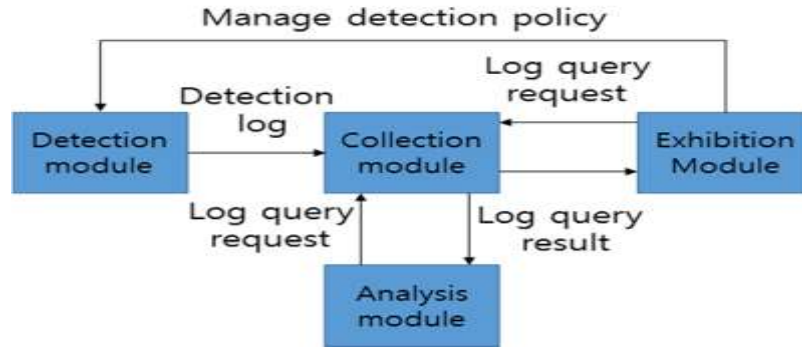 Manage detection policy
Log query
request
Detection
log
Detection
module
Collection
module
Exhibition
Module
Log query
request
Log query
result
Analysis
module